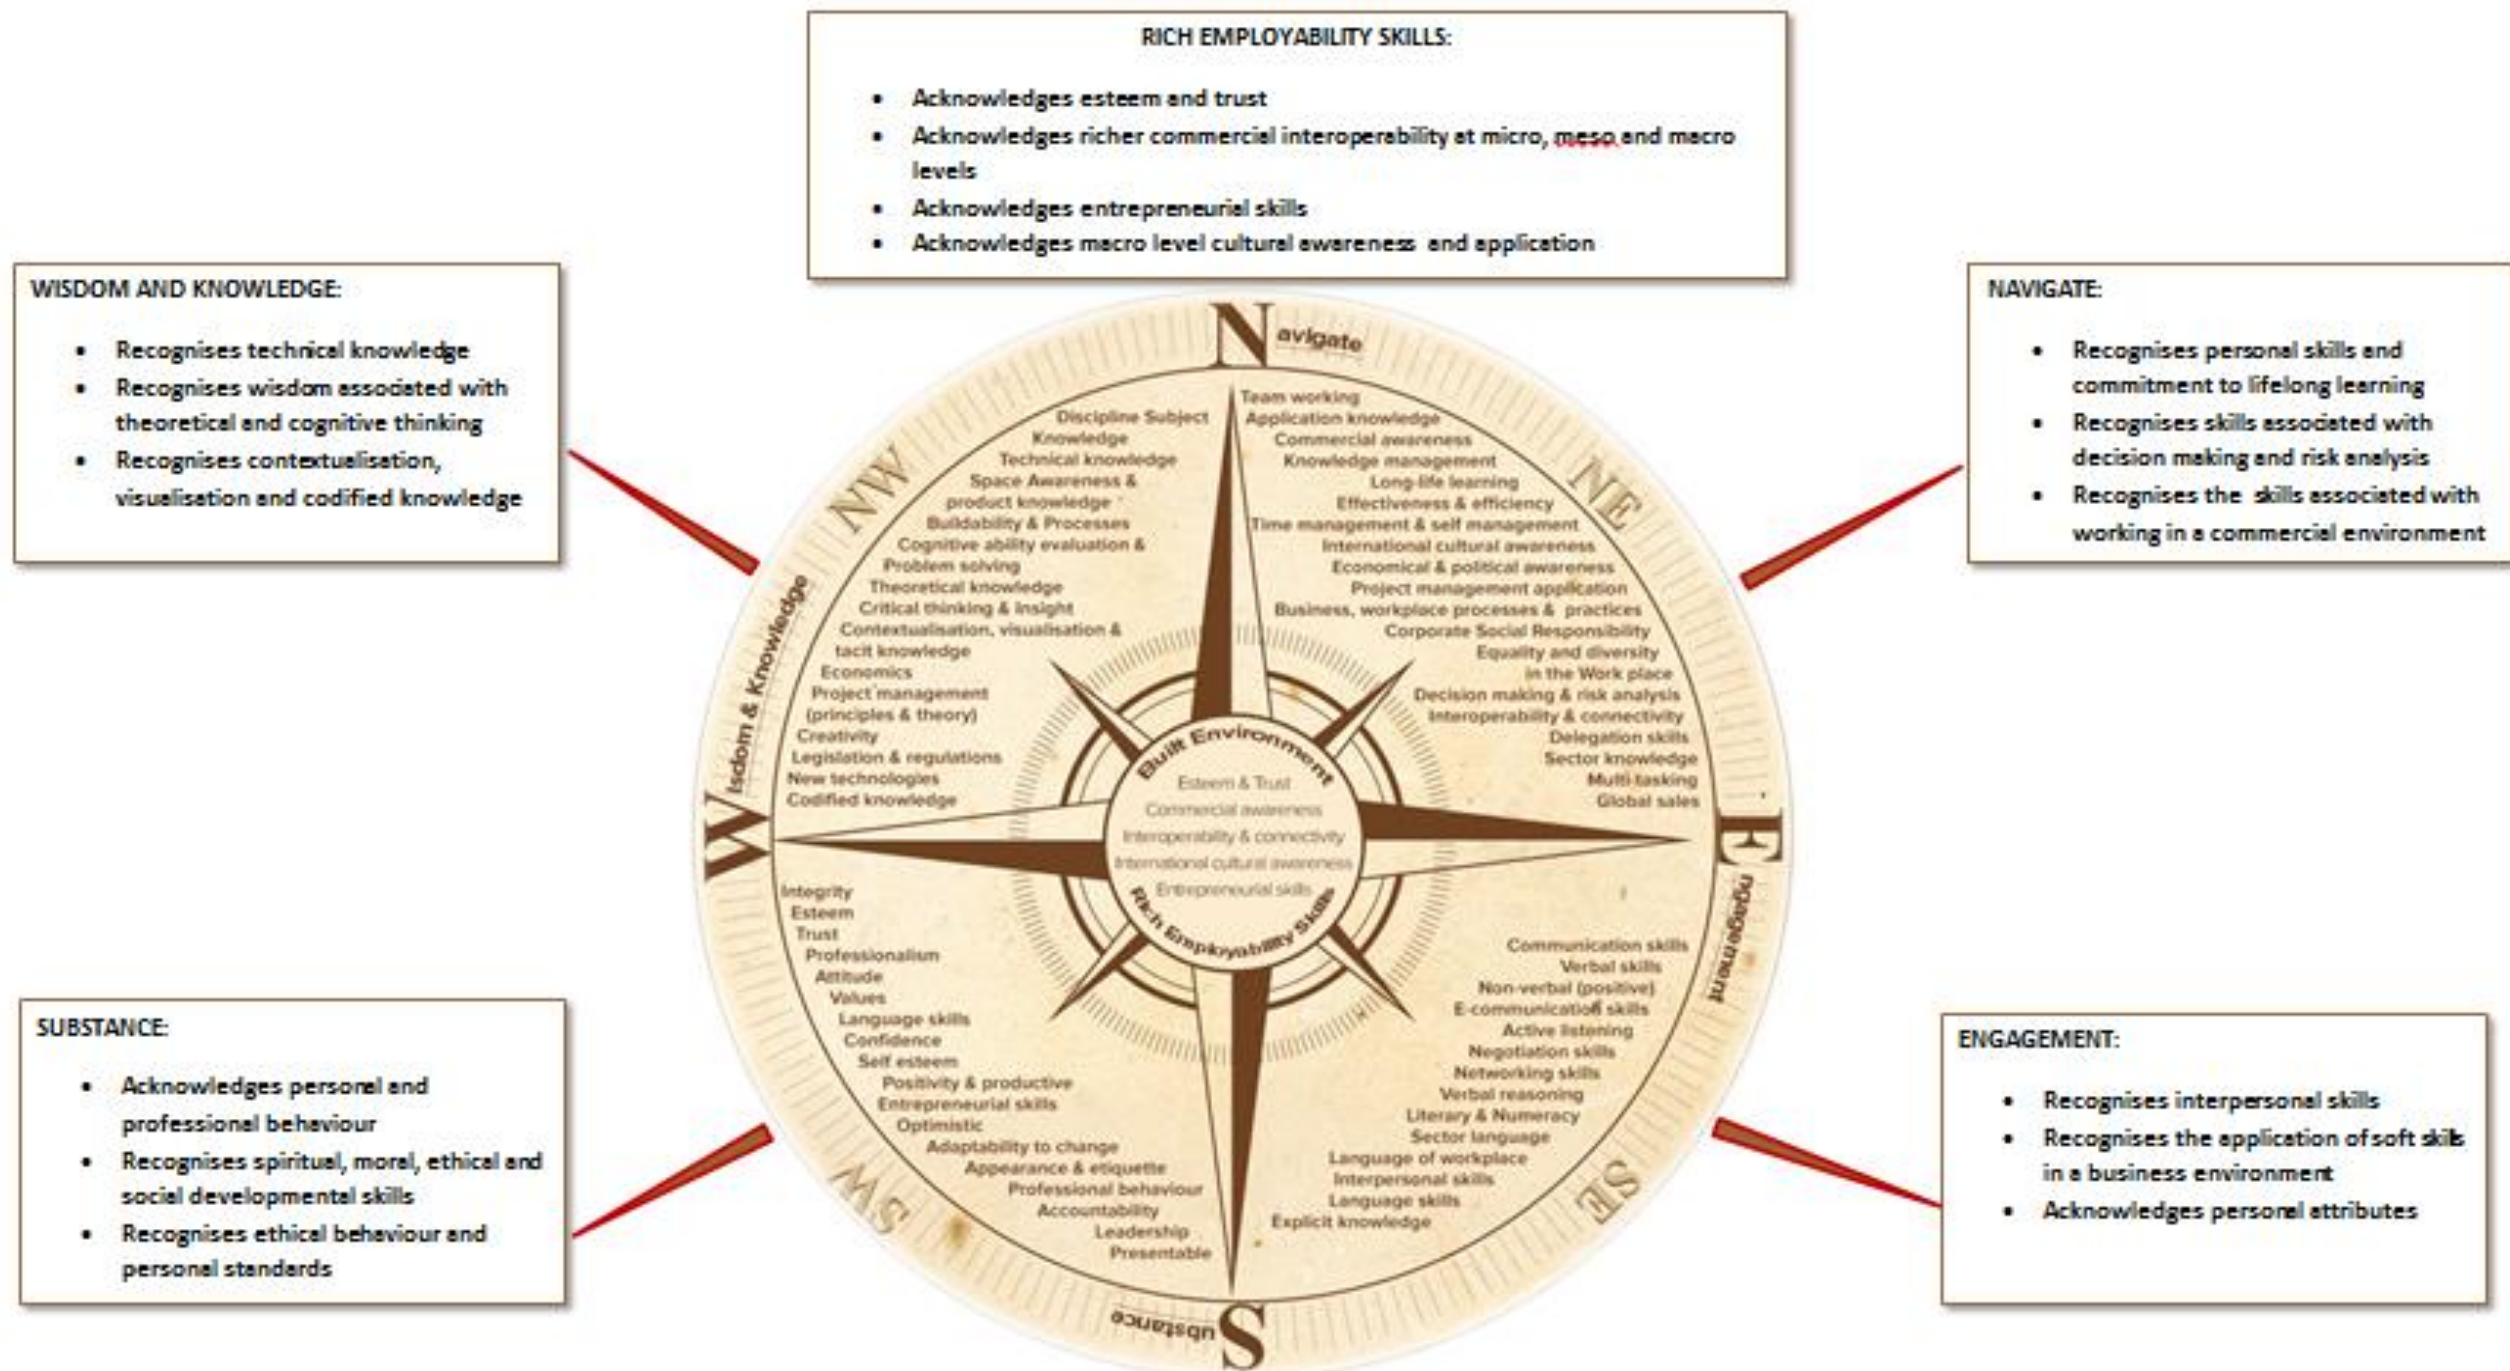 RICH EMPLOYABILITY SKILLS:
• Acknowledges esteem and trust
• Acknowledges richer commercial interoperability at micro, meso and macro
levels
• Acknowledges entrepreneurial skills
• Acknowledges macro level cultural awareness and application
WISDOM AND KNOWLEDGE:
• Recognises technical knowledge
• Recognises wisdom associated with
theoretical and cognitive thinking
• Recognises contextualisation,
visualisation and codified knowledge
NAVIGATE:
• Recognises personal skills and
commitment to lifelong learning
• Recognises skills associated with
decision making and risk analysis
• Recognises the skills associated with
working in a commercial environment
Navigate
NW
NE
Wisdom & Knowledge
Discipline Subject
Knowledge
Technical knowledge
Space Awareness &
product knowledge
Buildability & Processes
Cognitive ability evaluation &
Problem solving
Theoretical knowledge
Critical thinking & Insight
Contextualisation, visualisation &
tacit knowledge
Economics
Project management
(principles & theory)
Creativity
Legislation & regulations
New technologies
Codified knowledge
Team working
Application knowledge
Commercial awareness
Knowledge management
Long-life learning
Effectiveness & efficiency
Time management & self management
International cultural awareness
Economical & political awareness
Project management application
Business, workplace processes & practices
Corporate Social Responsibility
Equality and diversity
in the Work place
Decision making & risk analysis
Interoperability & connectivity
Delegation skills
Sector knowledge
Multi tasking
Global sales
Built Environment
Esteem & Trust
Commercial awareness
Interoperability & connectivity
International cultural awareness
Entrepreneurial skills
Rich Employability Skills
Engagement
Integrity
Esteem
Trust
Professionalism
Attitude
Values
Language skills
Confidence
Self esteem
Positivity & productive
Entrepreneurial skills
Optimistic
Adaptability to change
Appearance & etiquette
Professional behaviour
Accountability
Leadership
Presentable
Communication skills
Verbal skills
Non-verbal (positive)
E-communication skills
Active listening
Negotiation skills
Networking skills
Verbal reasoning
Literary & Numeracy
Sector language
Language of workplace
Interpersonal skills
Language skills
Explicit knowledge
SW
SE
Substance
SUBSTANCE:
• Acknowledges personal and
professional behaviour
• Recognises spiritual, moral, ethical and
social developmental skills
• Recognises ethical behaviour and
personal standards
ENGAGEMENT:
• Recognises interpersonal skills
• Recognises the application of soft skills
in a business environment
• Acknowledges personal attributes